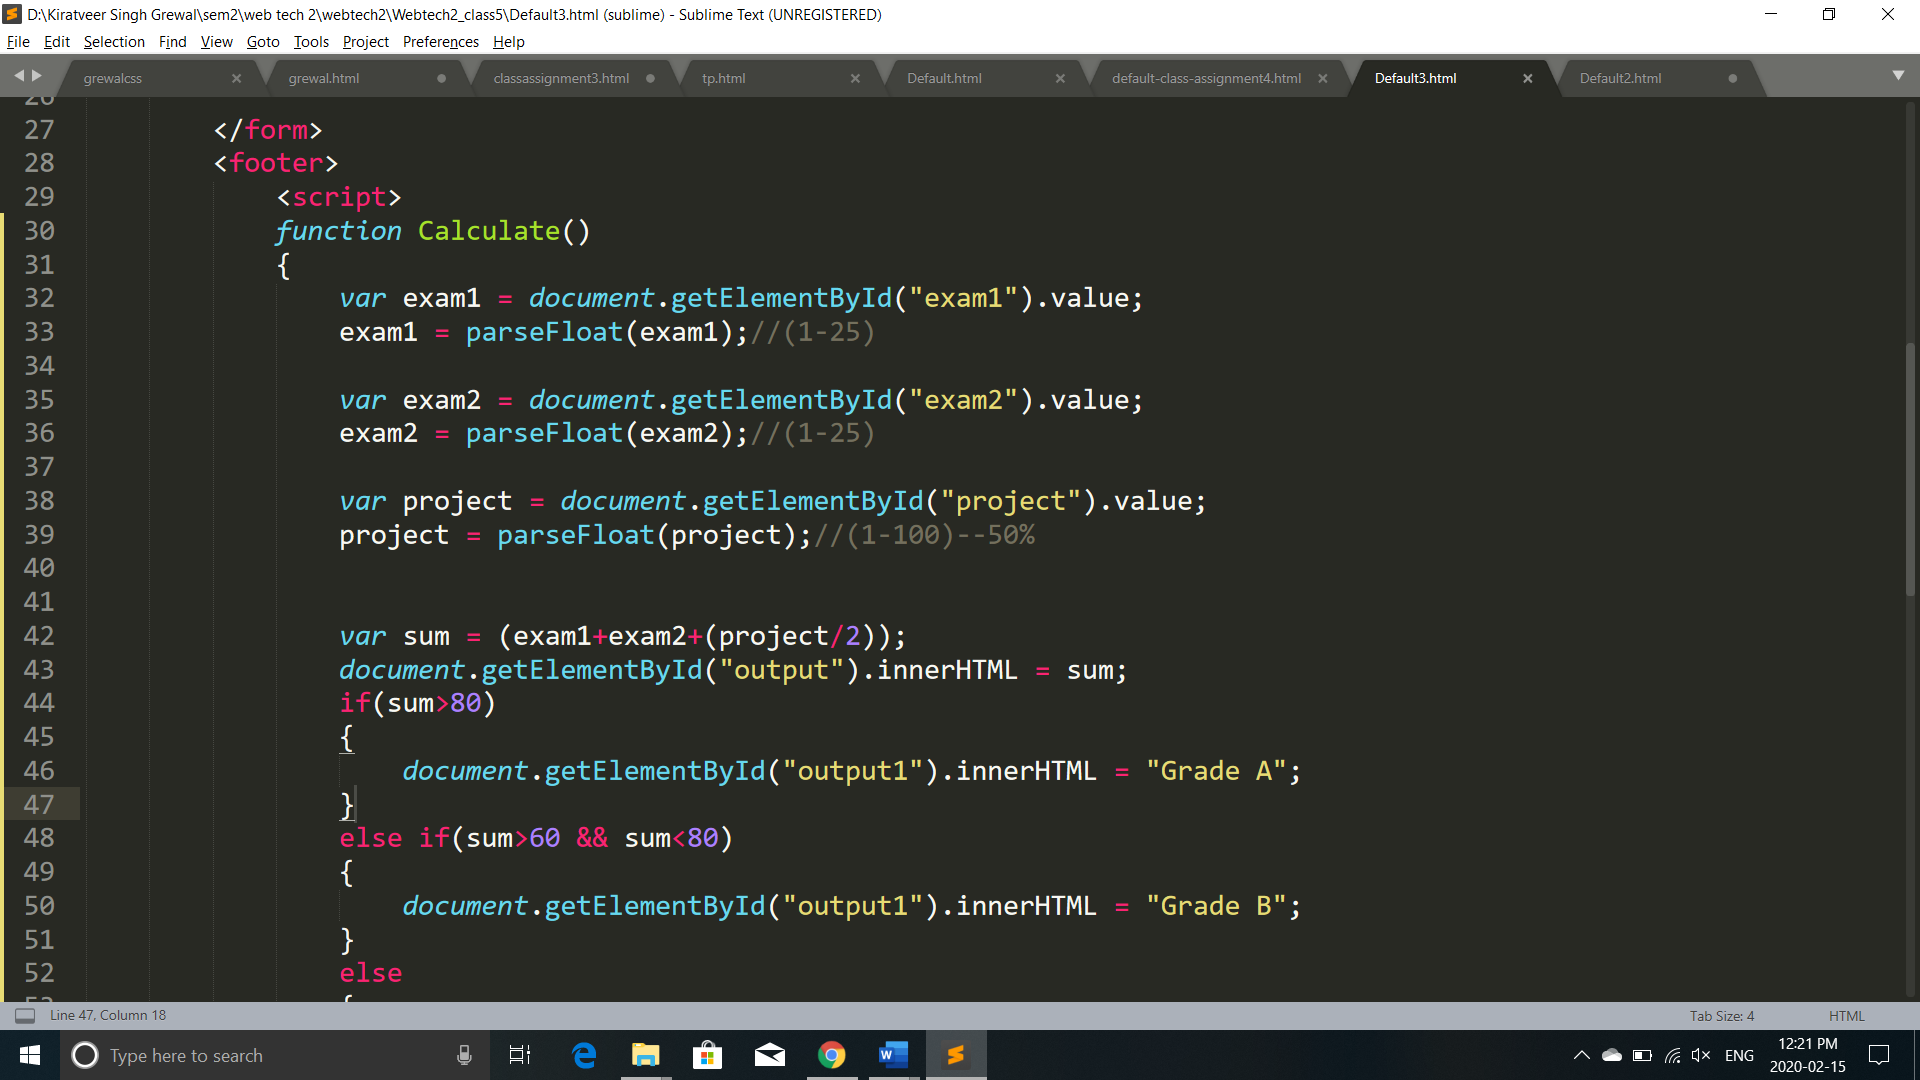 D:\Kiratveer Singh Grewal\sem2\web tech 2\webtech2\Webtech2_class5\Default3.html (sublime) - Sublime Text (UNREGISTERED)
File Edit Selection Find View Goto Tools Project Preferences Help
grewalcss grewal.html classassignment3.html tp.html Default.html default-class-assignment4.html Default3.html Default2.html
26
27 </form>
28 <footer>
29 <script>
30 function Calculate()
31 {
32 var exam1 = document.getElementById("exam1").value;
33 exam1 = parseFloat(exam1);//(1-25)
34
35 var exam2 = document.getElementById("exam2").value;
36 exam2 = parseFloat(exam2);//(1-25)
37
38 var project = document.getElementById("project").value;
39 project = parseFloat(project);//(1-100)--50%
40
41
42 var sum = (exam1+exam2+(project/2));
43 document.getElementById("output").innerHTML = sum;
44 if(sum>80)
45 {
46 document.getElementById("output1").innerHTML = "Grade A";
47 }
48 else if(sum>60 && sum<80)
49 {
50 document.getElementById("output1").innerHTML = "Grade B";
51 }
52 else
53 {
Line 47, Column 18 Tab Size: 4 HTML
Type here to search ENG 12:21 PM
2020-02-15